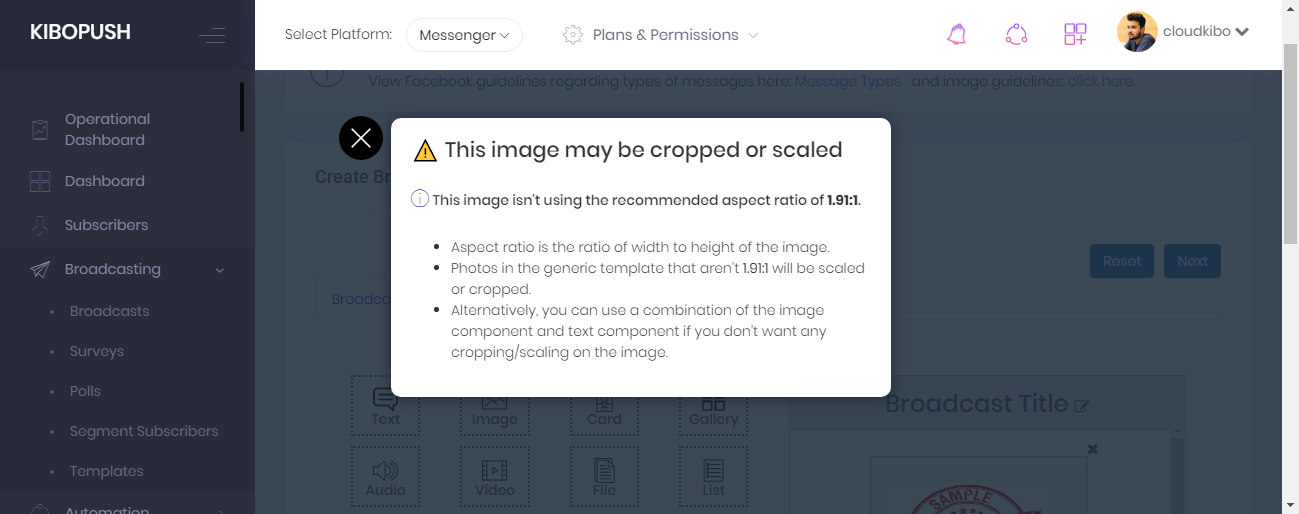 KIBOPUSH
Select Platform:
Messenger
Plans & Permissions
cloudkibo
View Facebook guidelines regarding types of messages here: Message Types and image guidelines: click here
Operational
Dashboard
Dashboard
Subscribers
Broadcasting
Broadcasts
Surveys
Polls
Segment Subscribers
Templates
Automation
This image may be cropped or scaled
This image isn't using the recommended aspect ratio of 1.91:1.
Aspect ratio is the ratio of width to height of the image.
Photos in the generic template that aren't 1.91:1 will be scaled
or cropped.
Alternatively, you can use a combination of the image
component and text component if you don't want any
cropping/scaling on the image.
Create Br
Reset
Next
Broadcas
Text
Image
Card
Gallery
Audio
Video
File
List
Broadcast Title
SAMPLE